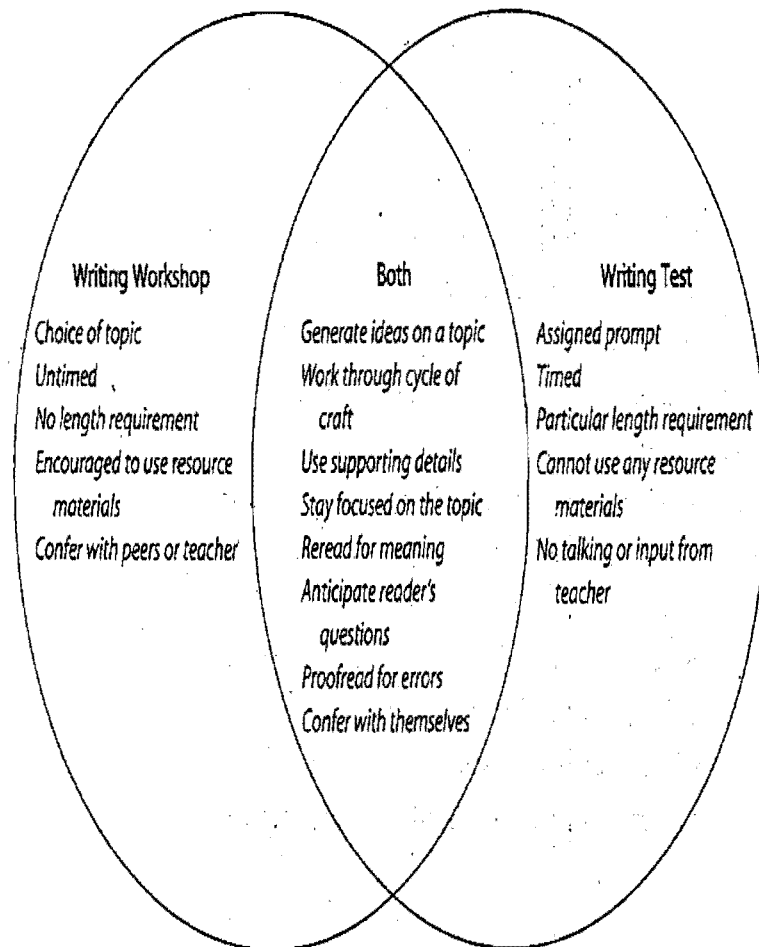 Writing Workshop
Choice of topic
Untimed
No length requirement
Encouraged to use resource
materials
Confer with peers or teacher
Both
Generate ideas on a topic
Work through cycle of
craft
Use supporting details
Stay focused on the topic
Reread for meaning
Anticipate reader's
questions
Proofread for errors
Confer with themselves
Writing Test
Assigned prompt
Timed
Particular length requirement
Cannot use any resource
materials
No talking or input from
teacher